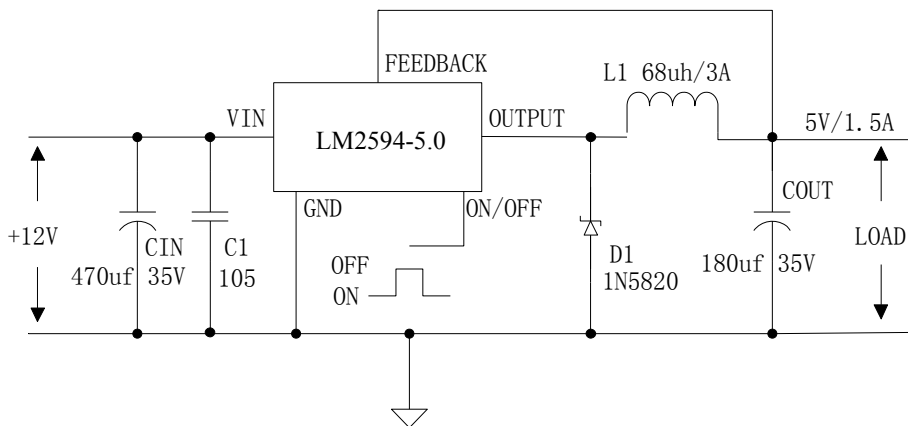 FEEDBACK
L1 68uh/3A
VIN
LM2594-5.0
OUTPUT
5V/1.5A
GND
ON/OFF
COUT
+12V
CIN
C1
OFF
D1
LOAD
470uf 35V
105
ON
1N5820
180uf 35V